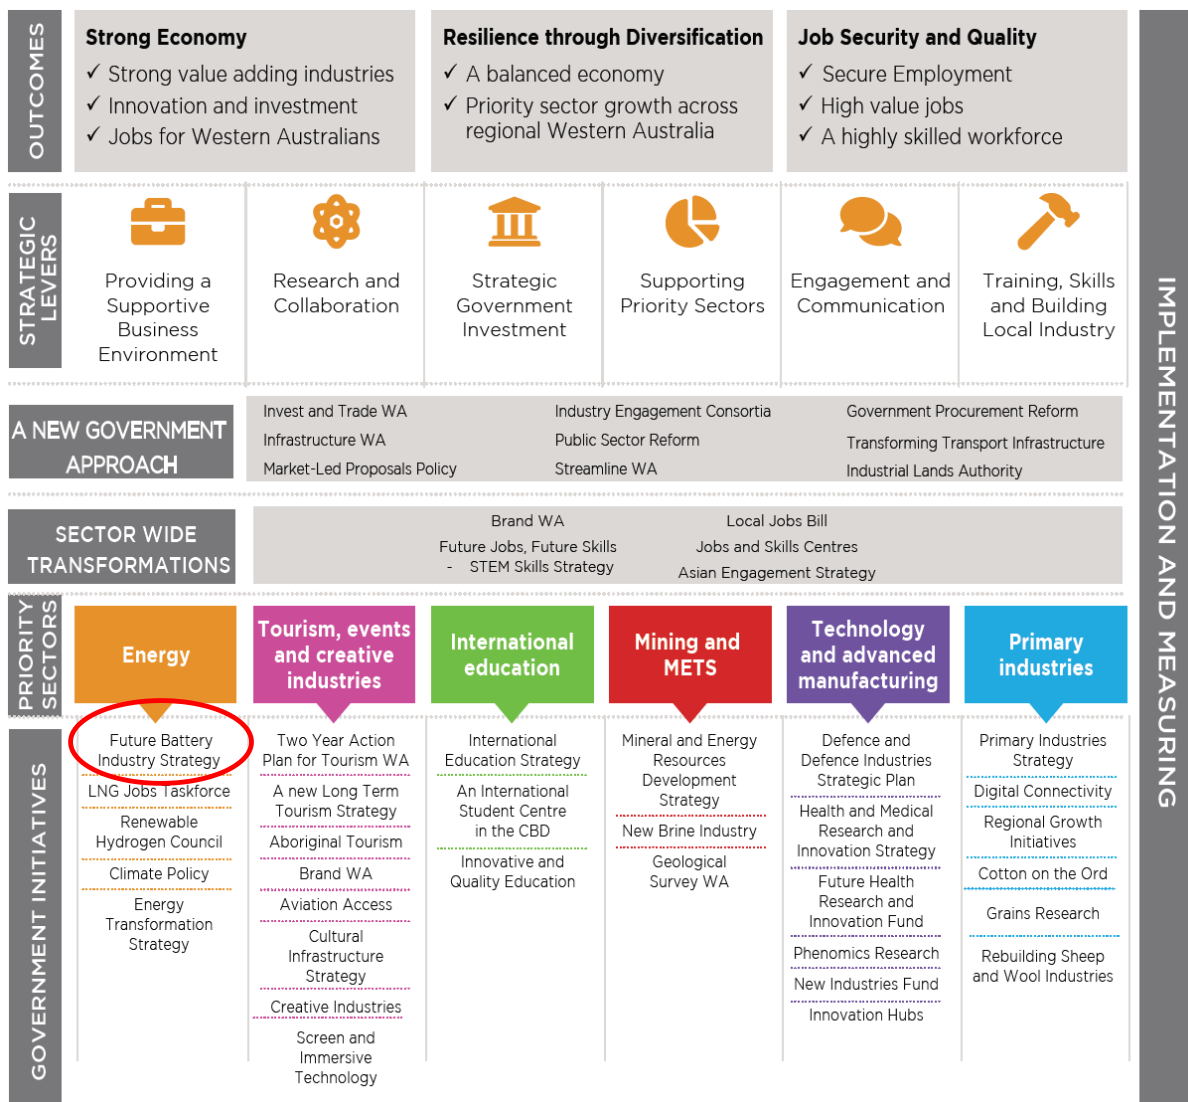 OUTCOMES
Strong Economy
✓ Strong value adding industries
✓ Innovation and investment
✓ Jobs for Western Australians
Resilience through Diversification
✓ A balanced economy
✓ Priority sector growth across
regional Western Australia
Job Security and Quality
✓ Secure Employment
✓ High value jobs
✓ A highly skilled workforce
STRATEGIC
LEVERS
Providing a
Supportive
Business
Environment
Research and
Collaboration
Strategic
Government
Investment
Supporting
Priority Sectors
Engagement and
Communication
Training, Skills
and Building
Local Industry
A NEW GOVERNMENT
APPROACH
Invest and Trade WA
Infrastructure WA
Market-Led Proposals Policy
Industry Engagement Consortia
Public Sector Reform
Streamline WA
Government Procurement Reform
Transforming Transport Infrastructure
Industrial Lands Authority
SECTOR WIDE
TRANSFORMATIONS
Brand WA
Future Jobs, Future Skills
- STEM Skills Strategy
Local Jobs Bill
Jobs and Skills Centres
Asian Engagement Strategy
PRIORITY
SECTORS
Energy
Tourism, events
and creative
industries
International
education
Mining and
METS
Technology
and advanced
manufacturing
Primary
industries
GOVERNMENT INITIATIVES
Future Battery
Industry Strategy
LNG Jobs Taskforce
Renewable
Hydrogen Council
Climate Policy
Energy
Transformation
Strategy
Two Year Action
Plan for Tourism WA
A new Long Term
Tourism Strategy
Aboriginal Tourism
Brand WA
Aviation Access
Cultural
Infrastructure
Strategy
Creative Industries
Screen and
Immersive
Technology
International
Education Strategy
An International
Student Centre
in the CBD
Innovative and
Quality Education
Mineral and Energy
Resources
Development
Strategy
New Brine Industry
Geological
Survey WA
Defence and
Defence Industries
Strategic Plan
Health and Medical
Research and
Innovation Strategy
Future Health
Research and
Innovation Fund
Phenomics Research
New Industries Fund
Innovation Hubs
Primary Industries
Strategy
Digital Connectivity
Regional Growth
Initiatives
Cotton on the Ord
Grains Research
Rebuilding Sheep
and Wool Industries
IMPLEMENTATION AND MEASURING